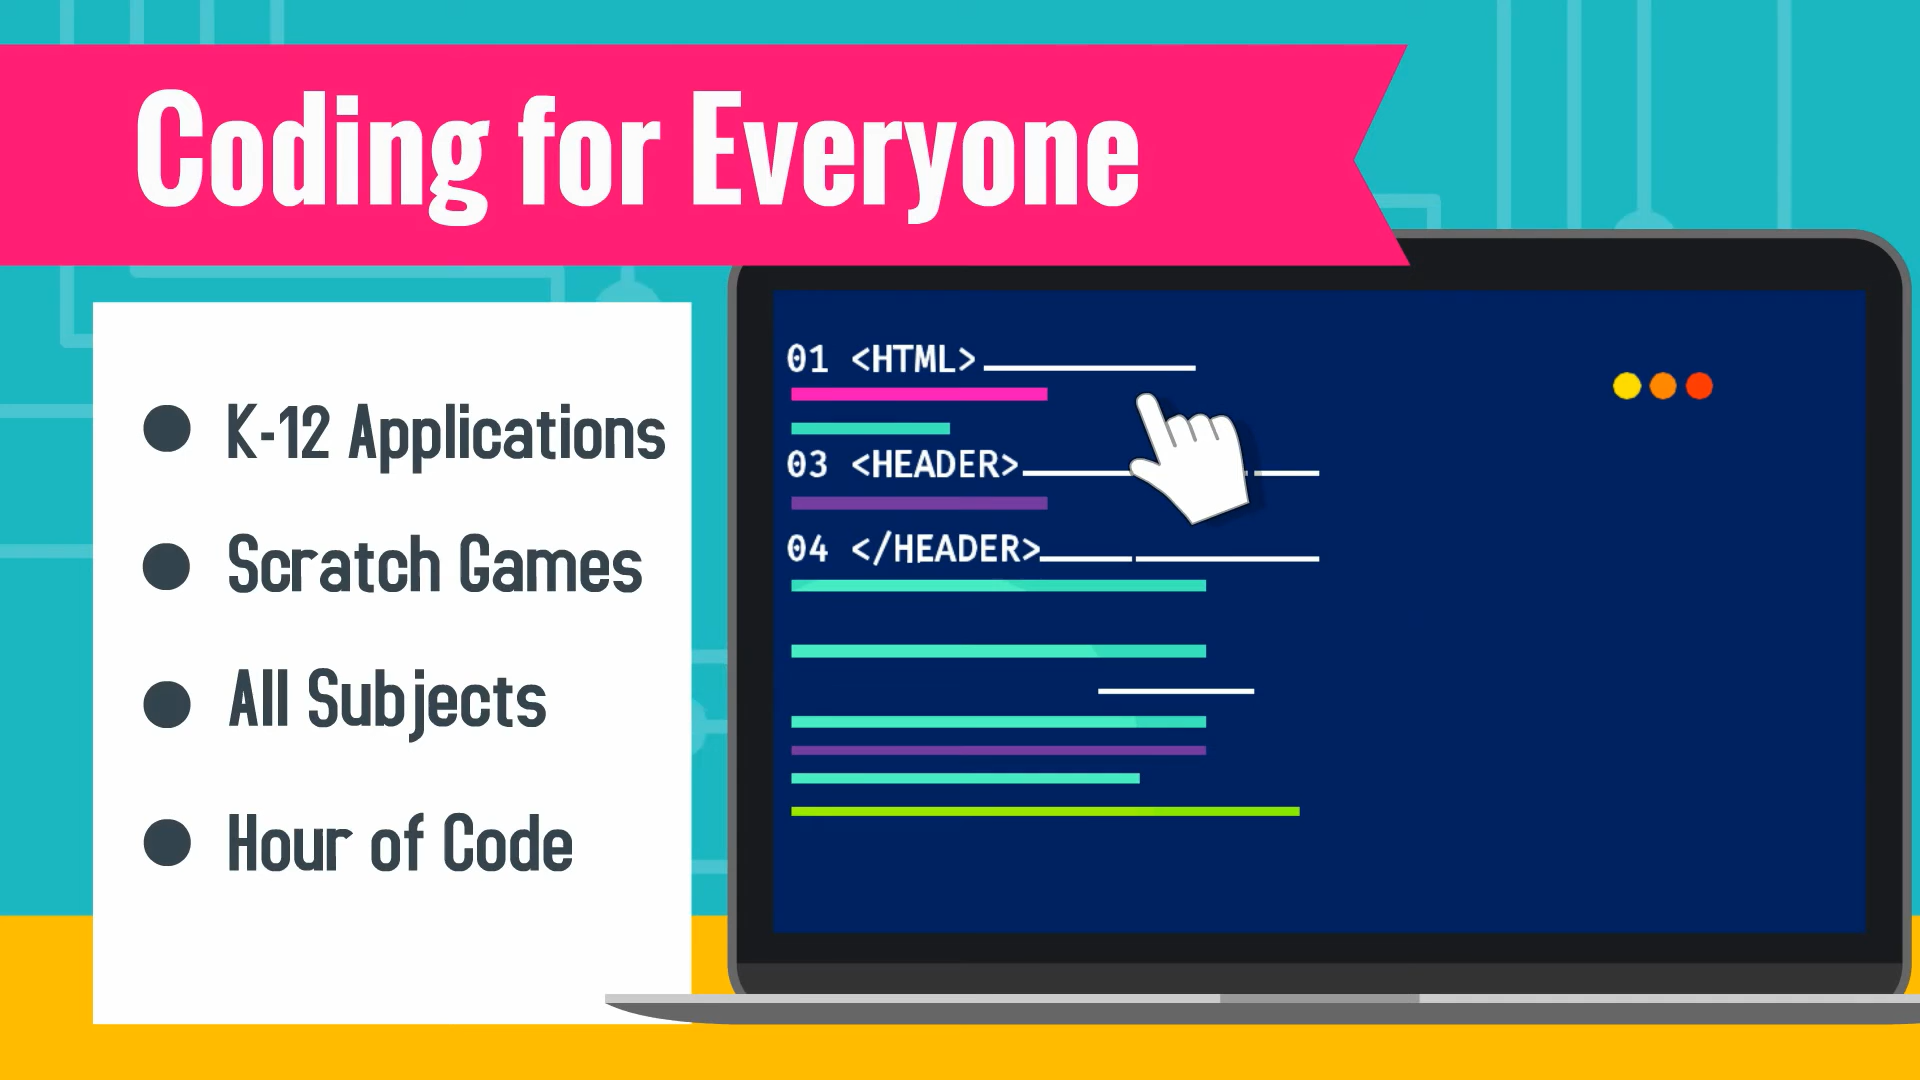 Coding for Everyone
K-12 Applications
Scratch Games
All Subjects
Hour of Code
01 <HTML>
03 <HEADER>
04 </HEADER>